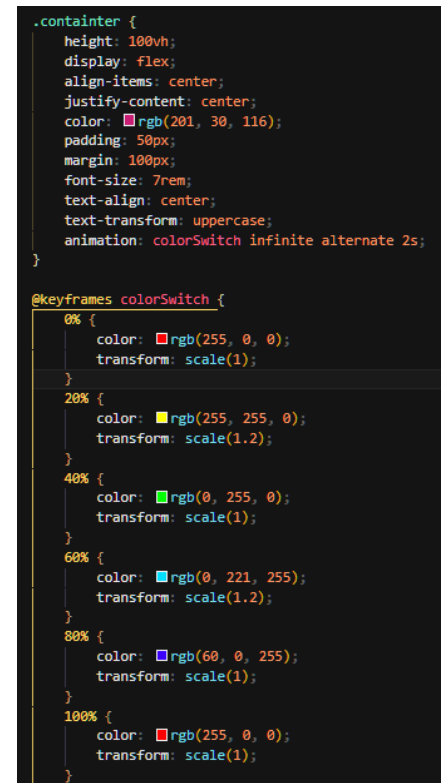 .containter {
height: 100vh;
display: flex;
align-items: center;
justify-content: center;
color: rgb(201, 30, 116);
padding: 50px;
margin: 100px;
font-size: 7rem;
text-align: center;
text-transform: uppercase;
animation: colorSwitch infinite alternate 2s;
}
@keyframes colorSwitch {
0% {
color: rgb(255, 0, 0);
transform: scale(1);
}
20% {
color: rgb(255, 255, 0);
transform: scale(1.2);
}
40% {
color: rgb(0, 255, 0);
transform: scale(1);
}
60% {
color: rgb(0, 221, 255);
transform: scale(1.2);
}
80% {
color: rgb(60, 0, 255);
transform: scale(1);
}
100% {
color: rgb(255, 0, 0);
transform: scale(1);
}